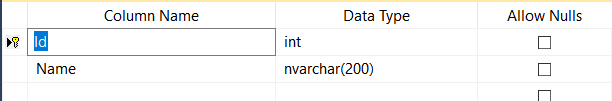 Column Name Data Type Allow Nulls
Id int
Name nvarchar(200)